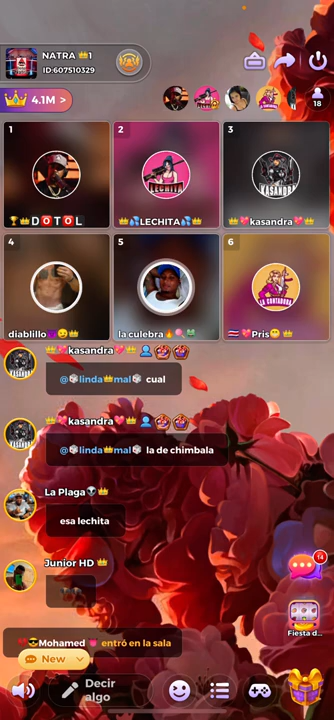 NATRA 👑1
ID:607510329
4.1M >
18
1
🏆👑DOTOL
2
LECHITA
👑💦LECHITA💦👑
3
KASANDRA
👑💘kasandra💘👑
4
diablillo😈😉👑
5
la culebra🔥🍭🐸
6
LA CONTADORA
🇨🇷 💘Pris😁👑
👑💘kasandra💘👑
@🎲linda👑mal🎲 cual
👑💘kasandra💘👑
@🎲linda👑mal🎲 la de chimbala
La Plaga👽👑
esa lechita
Junior HD 👑
14
Fiesta d...
😎Mohamed 💗 entró en la sala
New
Decir
algo